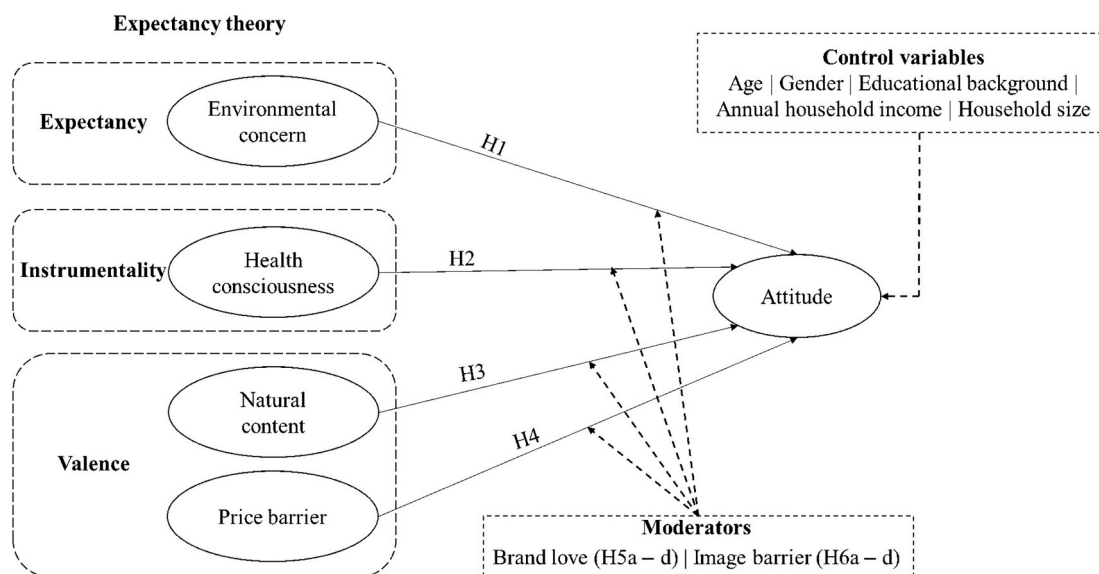 Expectancy theory
Control variables
Age | Gender | Educational background |
Annual household income | Household size
Expectancy
Environmental
concern
H1
Instrumentality
Health
consciousness
H2
Attitude
H3
Natural
content
Valence
H4
Price barrier
Moderators
Brand love (H5a – d) | Image barrier (H6a – d)